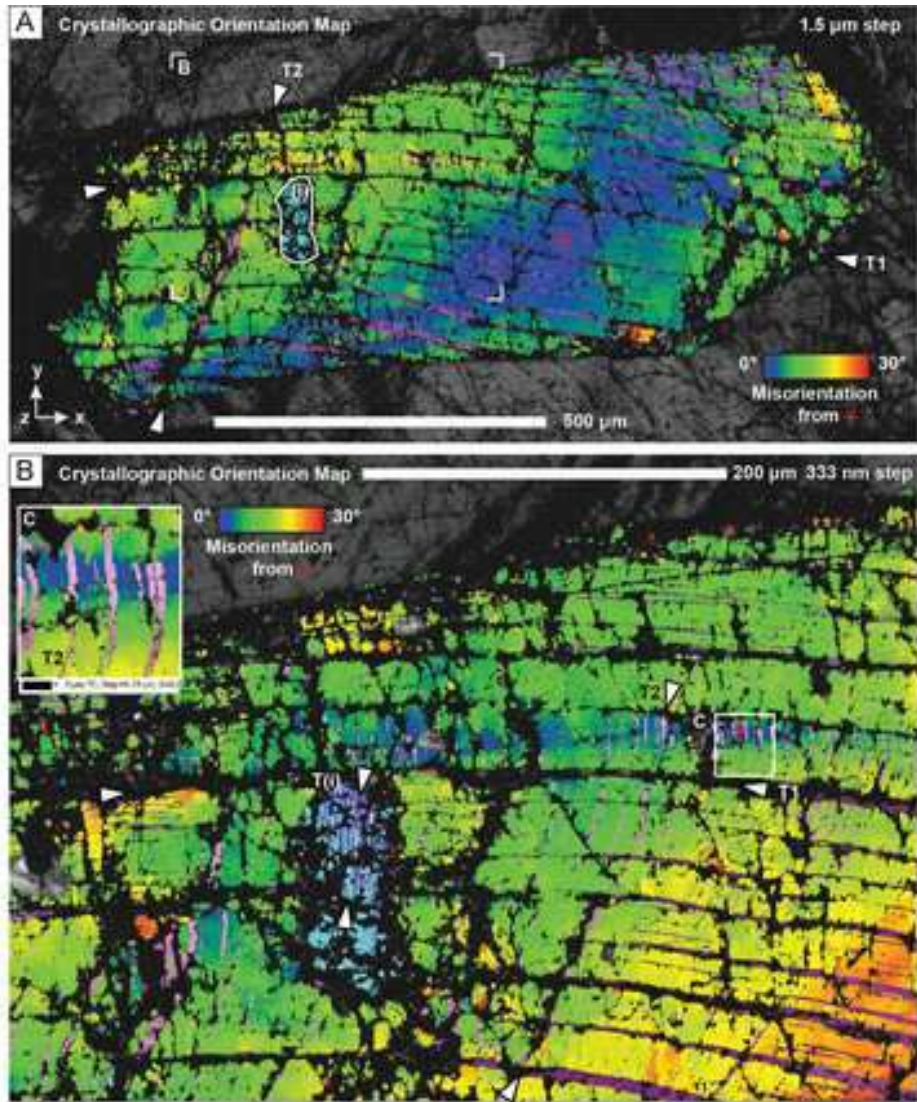 A Crystallographic Orientation Map 1.5 µm step
B
T2
T1
0° 30°
Misorientation
from +
y
z x
500 µm
B Crystallographic Orientation Map 200 µm 333 nm step
C
0° 30°
Misorientation
from +
T2
T2
C
T(i)
T1